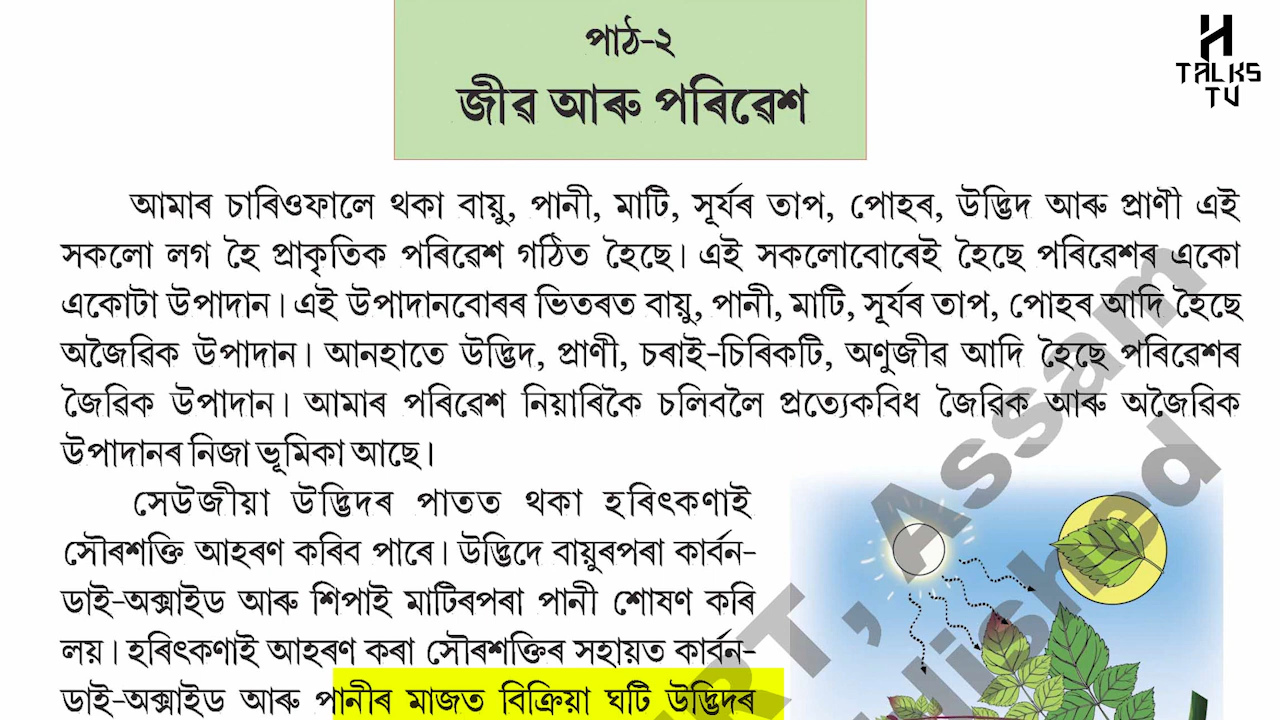 পাঠ-২
জীৱ আৰু পৰিৱেশ
H
TALKS
TV
আমাৰ চাৰিওফালে থকা বায়ু, পানী, মাটি, সূৰ্যৰ তাপ, পোহৰ, উদ্ভিদ আৰু প্ৰাণী এই
সকলো লগ হৈ প্ৰাকৃতিক পৰিৱেশ গঠিত হৈছে। এই সকলোবোৰেই হৈছে পৰিৱেশৰ একো
একোটা উপাদান। এই উপাদানবোৰৰ ভিতৰত বায়ু, পানী, মাটি, সূৰ্যৰ তাপ, পোহৰ আদি হৈছে
অজৈৱিক উপাদান। আনহাতে উদ্ভিদ, প্ৰাণী, চৰাই-চিৰিকটি, অণুজীৱ আদি হৈছে পৰিৱেশৰ
জৈৱিক উপাদান। আমাৰ পৰিৱেশ নিয়াৰিকৈ চলিবলৈ প্ৰত্যেকবিধ জৈৱিক আৰু অজৈৱিক
উপাদানৰ নিজা ভূমিকা আছে।
সেউজীয়া উদ্ভিদৰ পাতত থকা হৰিৎকণাই
সৌৰশক্তি আহৰণ কৰিব পাৰে। উদ্ভিদে বায়ুৰপৰা কাৰ্বন-
ডাই-অক্সাইড আৰু শিপাই মাটিৰপৰা পানী শোষণ কৰি
লয়। হৰিৎকণাই আহৰণ কৰা সৌৰশক্তিৰ সহায়ত কাৰ্বন-
ডাই-অক্সাইড আৰু পানীৰ মাজত বিক্ৰিয়া ঘটি উদ্ভিদৰ
RT, Assam
lished